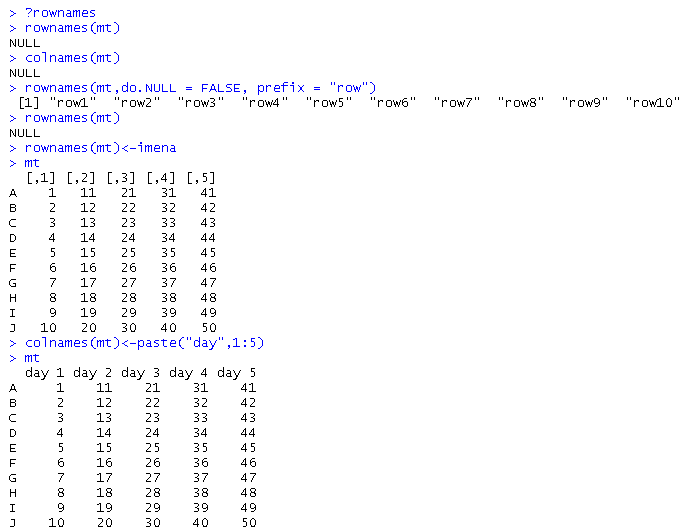 > ?rownames
> rownames(mt)
NULL
> colnames(mt)
NULL
> rownames(mt,do.NULL = FALSE, prefix = "row")
 [1] "row1"  "row2"  "row3"  "row4"  "row5"  "row6"  "row7"  "row8"  "row9"  "row10"
> rownames(mt)
NULL
> rownames(mt)<-imena
> mt
  [,1] [,2] [,3] [,4] [,5]
A    1   11   21   31   41
B    2   12   22   32   42
C    3   13   23   33   43
D    4   14   24   34   44
E    5   15   25   35   45
F    6   16   26   36   46
G    7   17   27   37   47
H    8   18   28   38   48
I    9   19   29   39   49
J   10   20   30   40   50
> colnames(mt)<-paste("day",1:5)
> mt
  day 1 day 2 day 3 day 4 day 5
A     1    11    21    31    41
B     2    12    22    32    42
C     3    13    23    33    43
D     4    14    24    34    44
E     5    15    25    35    45
F     6    16    26    36    46
G     7    17    27    37    47
H     8    18    28    38    48
I     9    19    29    39    49
J    10    20    30    40    50